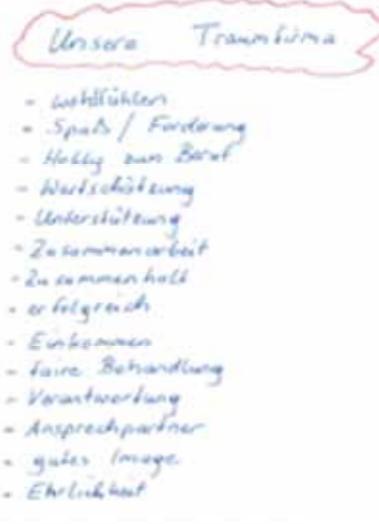 Unsere Traumfirma
- wohlfühlen
- Spaß / Förderung
- Hobby zum Beruf
- Wertschätzung
- Unterstützung
- Zusammenarbeit
- Zusammenhalt
- erfolgreich
- Einkommen
- faire Behandlung
- Verantwortung
- Ansprechpartner
- gutes Image
- Ehrlichkeit